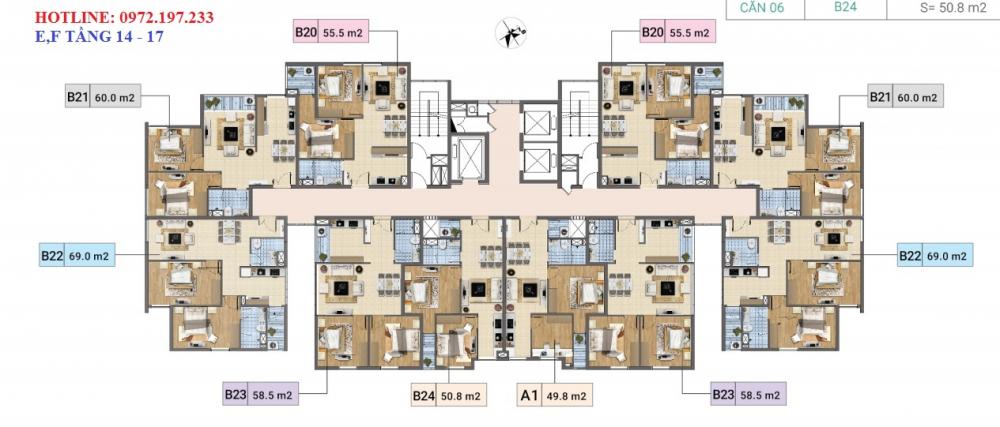 HOTLINE: 0972.197.233
E,F TẦNG 14 - 17
CĂN 06 B24 S= 50.8 m2
B20 55.5 m2
B20 55.5 m2
B21 60.0 m2
B21 60.0 m2
B22 69.0 m2
B22 69.0 m2
B23 58.5 m2
B24 50.8 m2
A1 49.8 m2
B23 58.5 m2